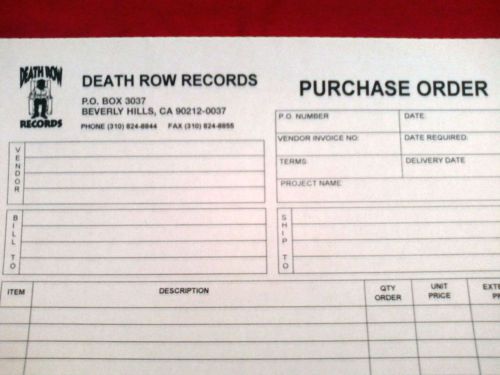 DEATH ROW
RECORDS
DEATH ROW RECORDS
P.O. BOX 3037
BEVERLY HILLS, CA 90212-0037
PHONE (310) 824-8844 FAX (310) 824-8855
PURCHASE ORDER
P.O. NUMBER
DATE:
VENDOR INVOICE NO:
DATE REQUIRED:
TERMS:
DELIVERY DATE
PROJECT NAME:
VENDOR
BILL TO
SHIP TO
ITEM
DESCRIPTION
QTY
ORDER
UNIT
PRICE